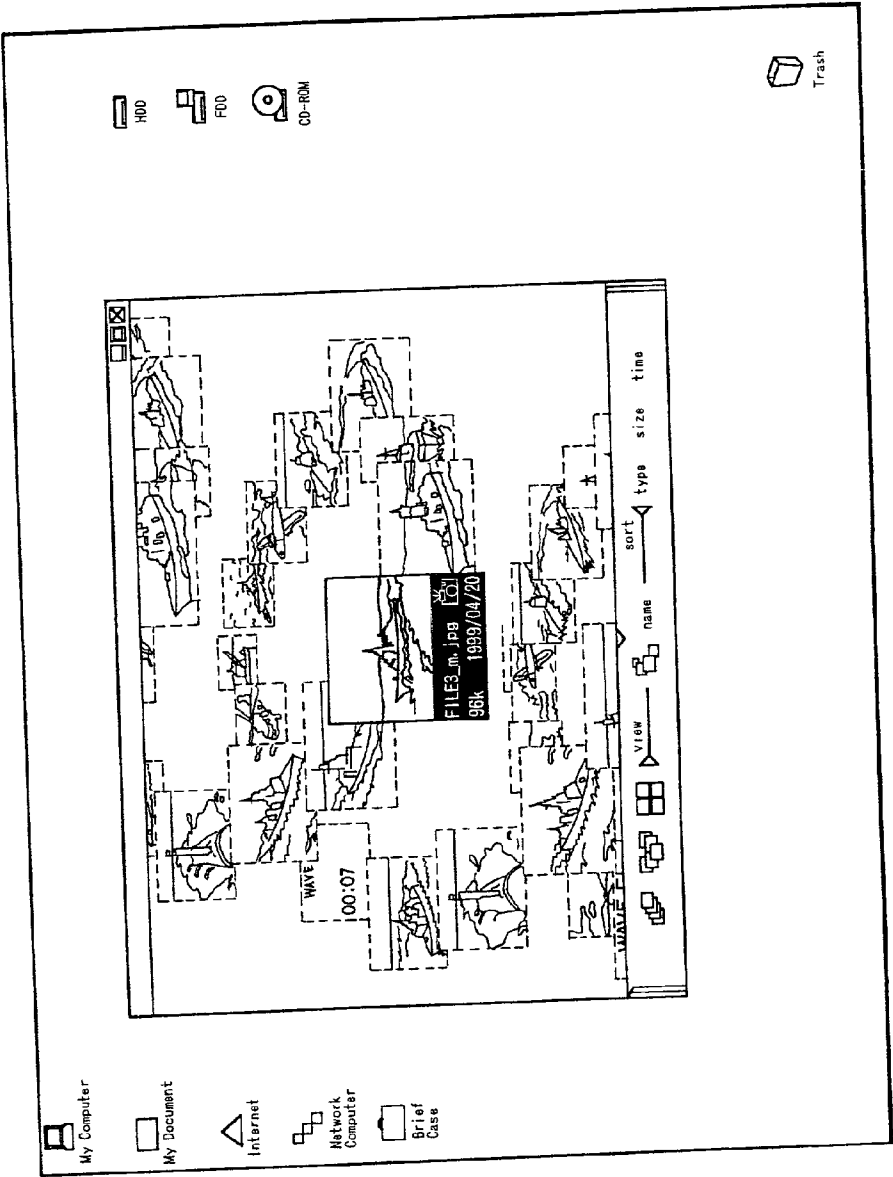 My Computer
My Document
Internet
Network
Computer
Brief
Case
HDD
FDD
CD-ROM
Trash
WAVE
00:07
FILE3_m.jpg
96k 1999/04/20
view
sort
name type size time